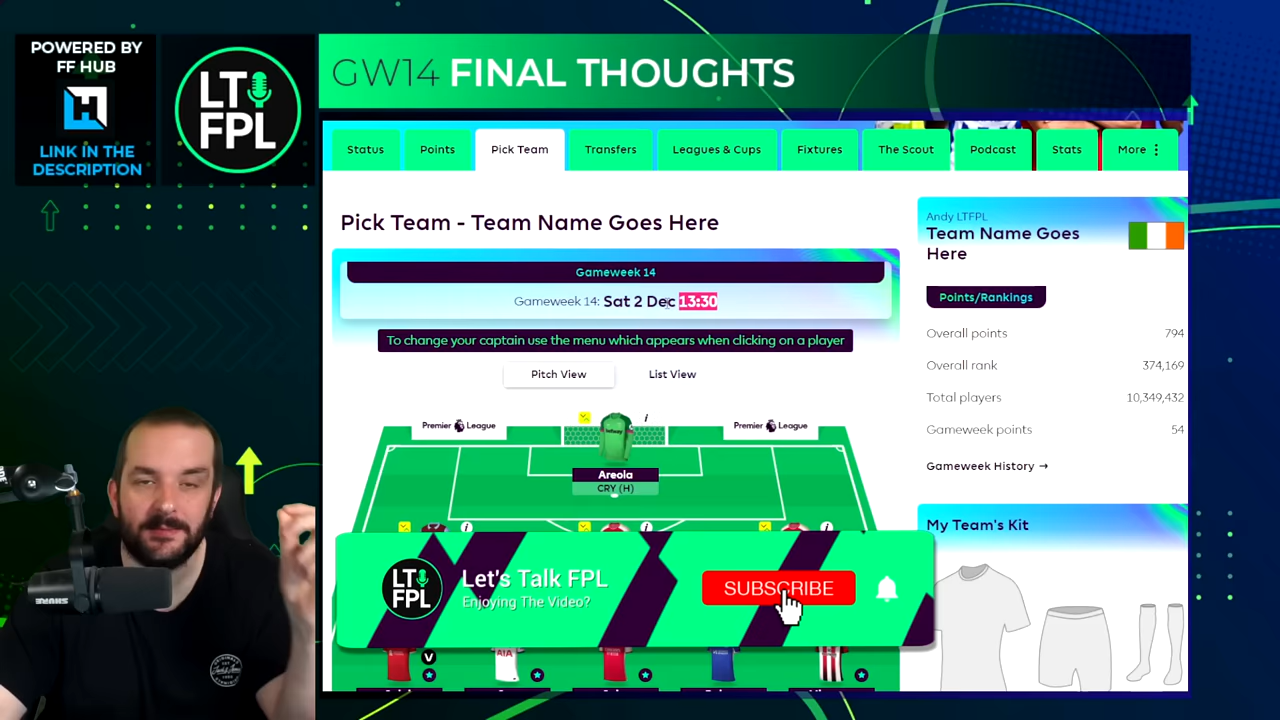 POWERED BY
FF HUB
LINK IN THE
DESCRIPTION
LT
FPL
GW14 FINAL THOUGHTS
Status
Points
Pick Team
Transfers
Leagues & Cups
Fixtures
The Scout
Podcast
Stats
More
Pick Team - Team Name Goes Here
Gameweek 14
Gameweek 14: Sat 2 Dec 13:30
To change your captain use the menu which appears when clicking on a player
Pitch View
List View
Premier League
Premier League
betway
Areola
CRY (H)
Andy LTFPL
Team Name Goes
Here
Points/Rankings
Overall points 794
Overall rank 374,169
Total players 10,349,432
Gameweek points 54
Gameweek History →
My Team's Kit
LT
FPL
Let's Talk FPL
Enjoying The Video?
SUBSCRIBE
AIA
V
SHURE